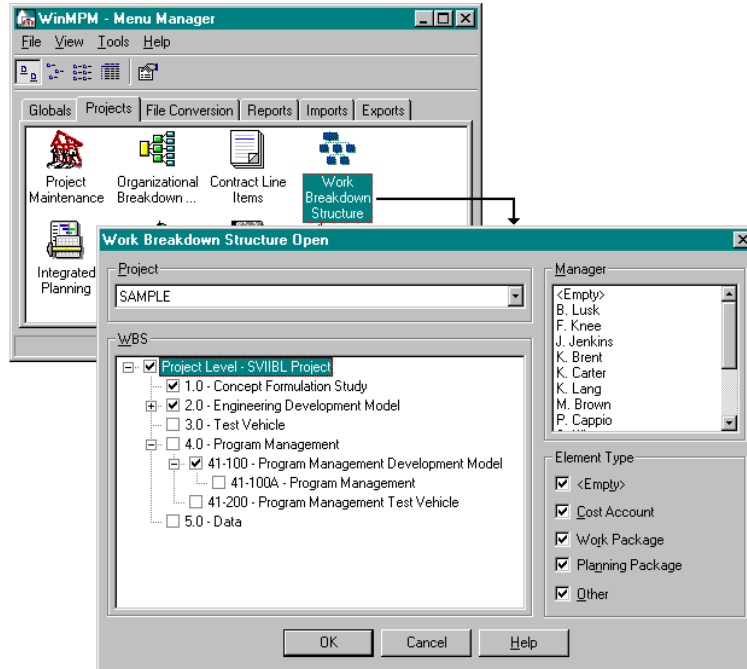 WinMPM - Menu Manager
File View Tools Help
Globals Projects File Conversion Reports Imports Exports
Project Maintenance
Organizational Breakdown ...
Contract Line Items
Work Breakdown Structure
Integrated Planning
Work Breakdown Structure Open
Project
SAMPLE
WBS
Project Level - SVIIBL Project
1.0 - Concept Formulation Study
2.0 - Engineering Development Model
3.0 - Test Vehicle
4.0 - Program Management
41-100 - Program Management Development Model
41-100A - Program Management
41-200 - Program Management Test Vehicle
5.0 - Data
Manager
<Empty>
B. Lusk
F. Knee
J. Jenkins
K. Brent
K. Carter
K. Lang
M. Brown
P. Cappio
Element Type
<Empty>
Cost Account
Work Package
Planning Package
Other
OK Cancel Help